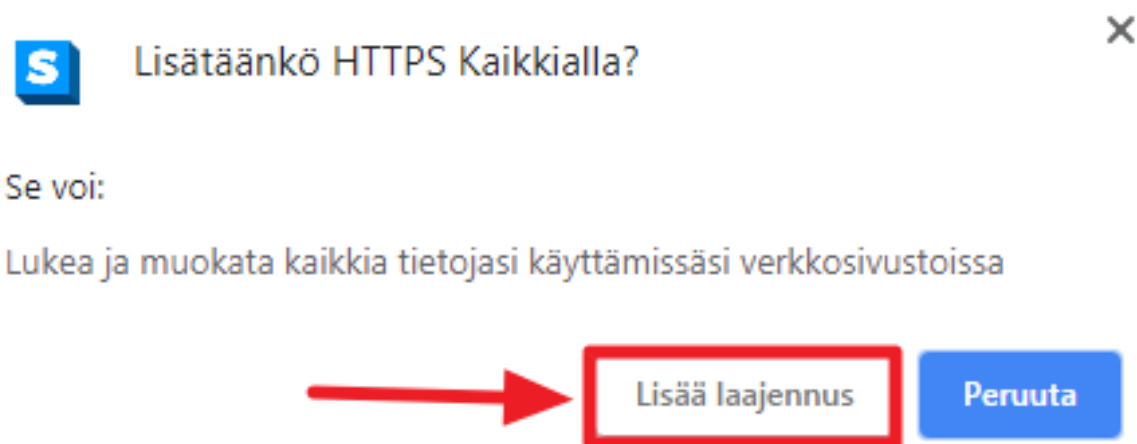 S
Lisätäänkö HTTPS Kaikkialla?
Se voi:
Lukea ja muokata kaikkia tietojasi käyttämissäsi verkkosivustoissa
Lisää laajennus
Peruuta